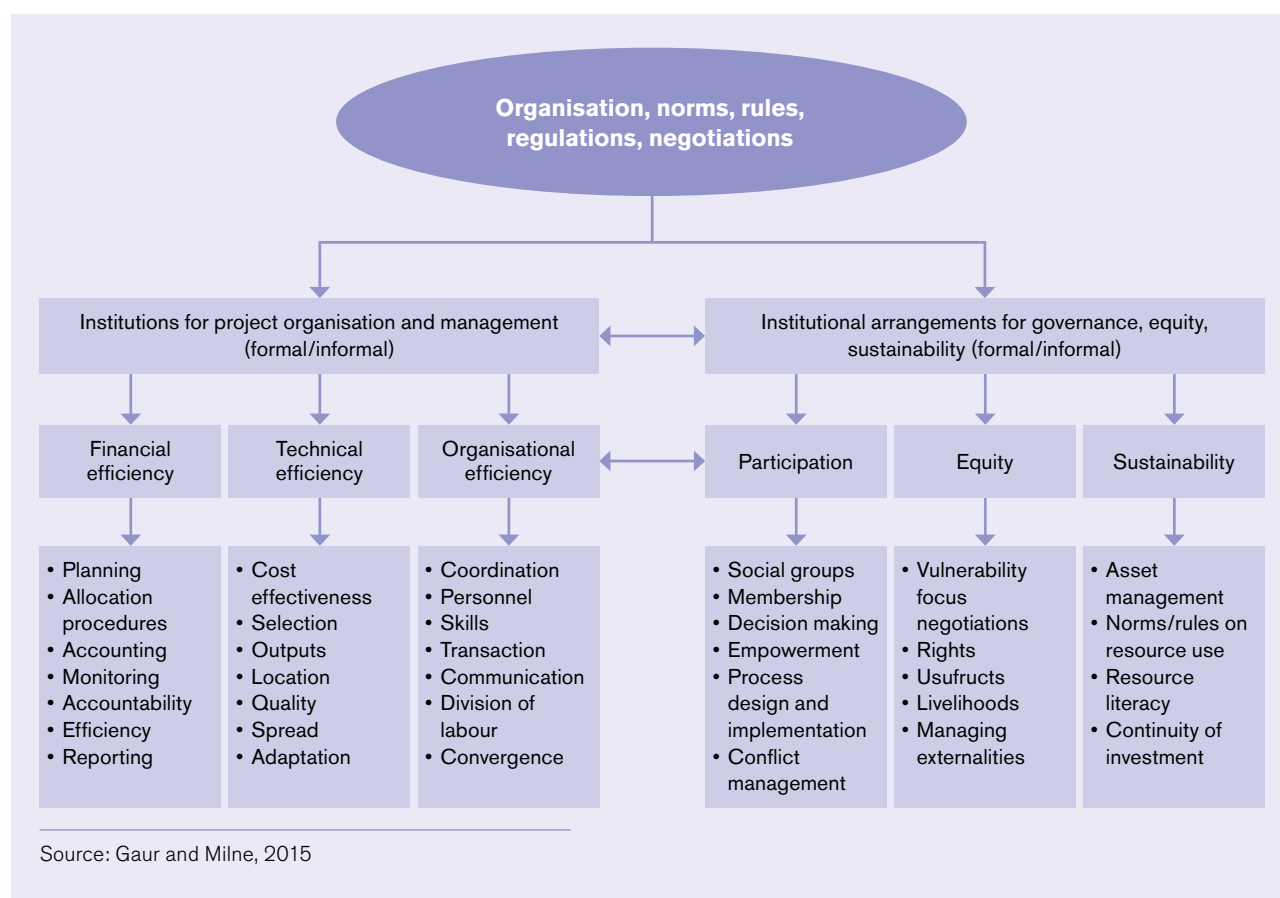 Organisation, norms, rules,
regulations, negotiations
Institutions for project organisation and management
(formal/informal)
Institutional arrangements for governance, equity,
sustainability (formal/informal)
Financial
efficiency
Technical
efficiency
Organisational
efficiency
Participation
Equity
Sustainability
• Planning
• Allocation
procedures
• Accounting
• Monitoring
• Accountability
• Efficiency
• Reporting
• Cost
effectiveness
• Selection
• Outputs
• Location
• Quality
• Spread
• Adaptation
• Coordination
• Personnel
• Skills
• Transaction
• Communication
• Division of
labour
• Convergence
• Social groups
• Membership
• Decision making
• Empowerment
• Process
design and
implementation
• Conflict
management
• Vulnerability
focus
negotiations
• Rights
• Usufructs
• Livelihoods
• Managing
externalities
• Asset
management
• Norms/rules on
resource use
• Resource
literacy
• Continuity of
investment
Source: Gaur and Milne, 2015